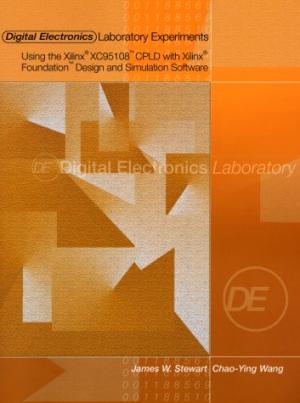 Digital Electronics Laboratory Experiments
Using the Xilinx® XC95108™ CPLD with Xilinx®
Foundation™ Design and Simulation Software
DE Digital Electronics Laboratory
DE
James W. Stewart Chao-Ying Wang